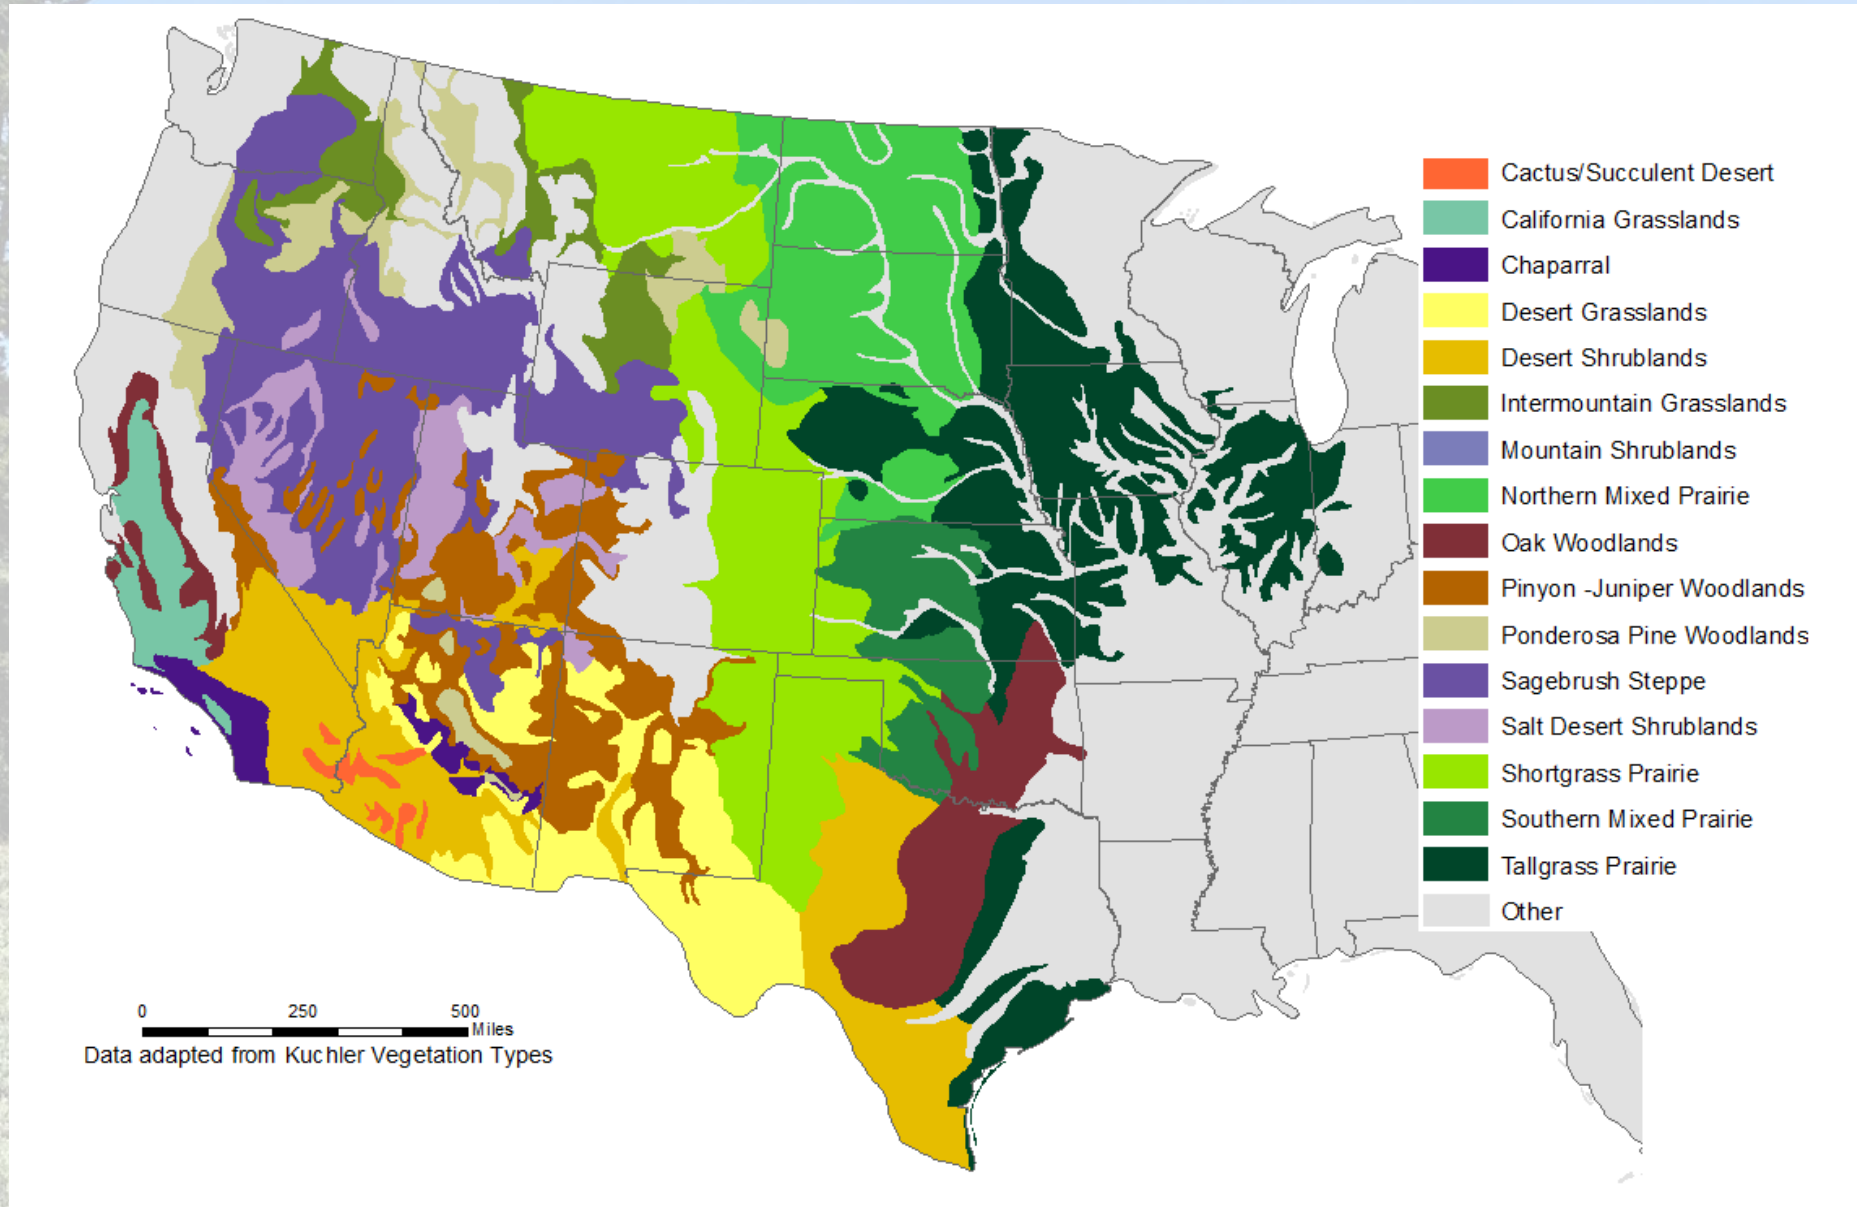 Cactus/Succulent Desert
California Grasslands
Chaparral
Desert Grasslands
Desert Shrublands
Intermountain Grasslands
Mountain Shrublands
Northern Mixed Prairie
Oak Woodlands
Pinyon -Juniper Woodlands
Ponderosa Pine Woodlands
Sagebrush Steppe
Salt Desert Shrublands
Shortgrass Prairie
Southern Mixed Prairie
Tallgrass Prairie
Other
0 250 500
Miles
Data adapted from Kuchler Vegetation Types